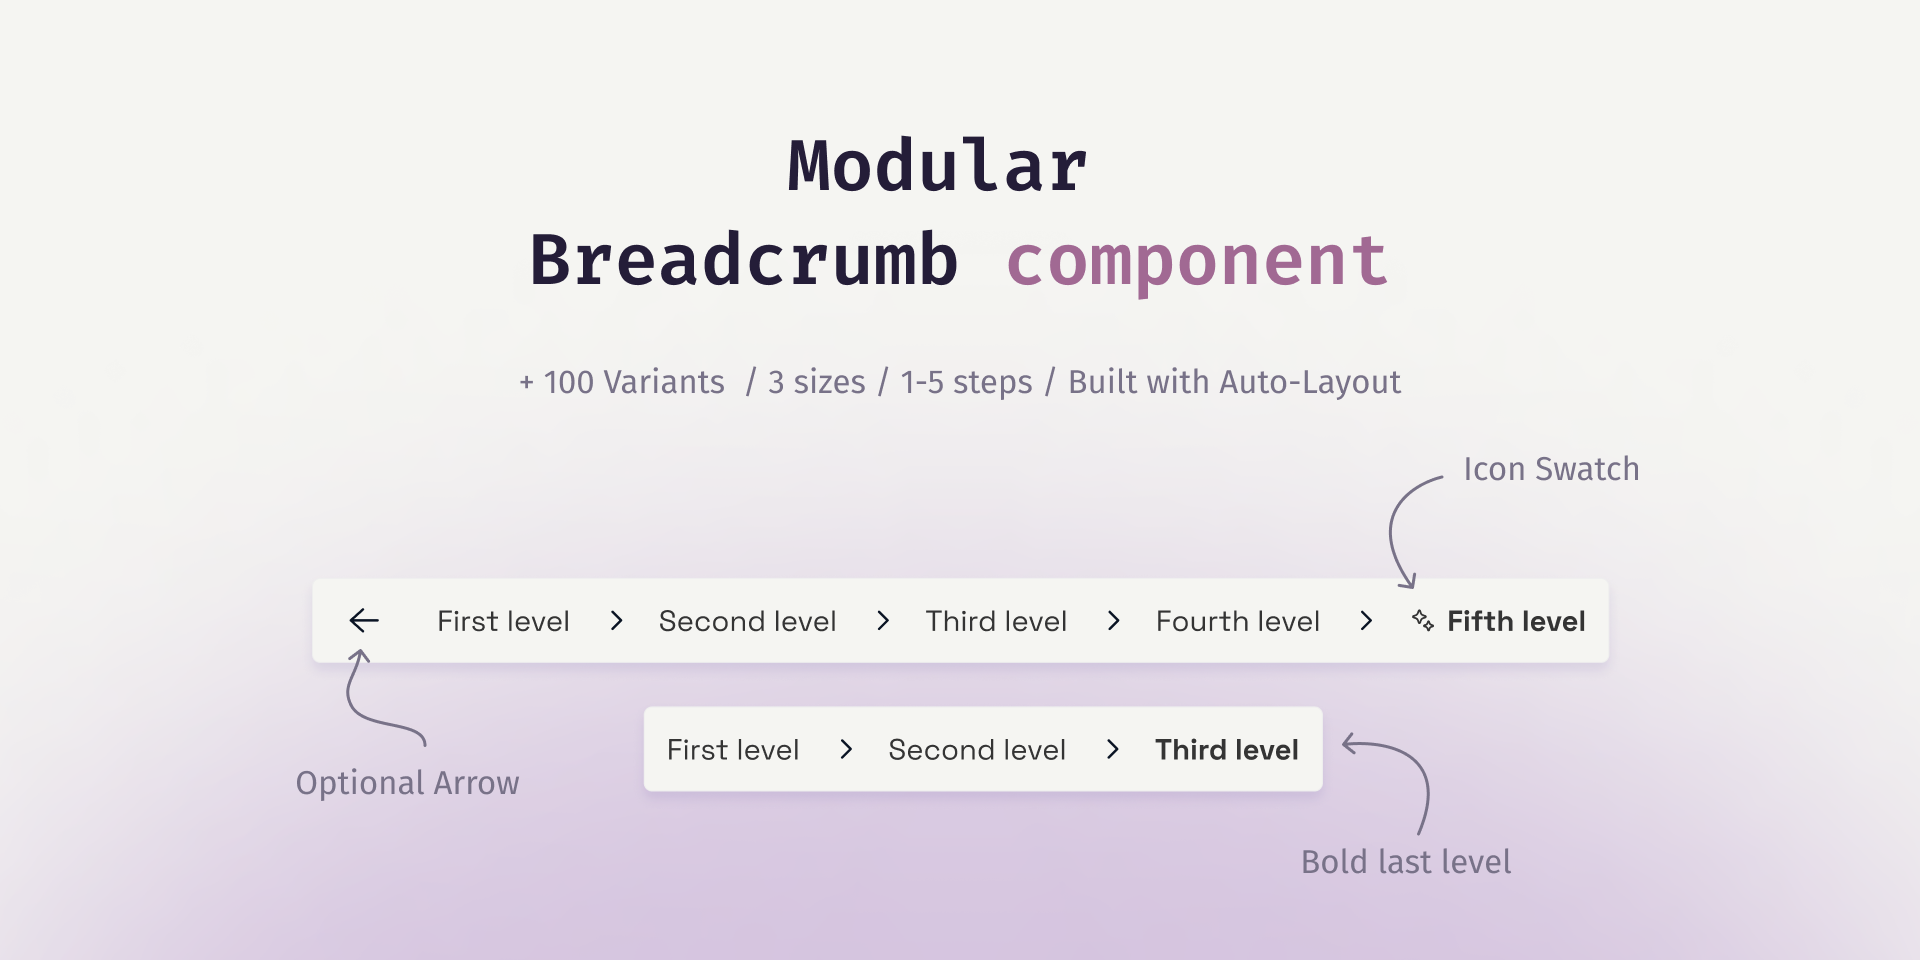 Modular
Breadcrumb component
+ 100 Variants / 3 sizes / 1-5 steps / Built with Auto-Layout
Icon Swatch
First level Second level Third level Fourth level Fifth level
First level Second level Third level
Optional Arrow
Bold last level